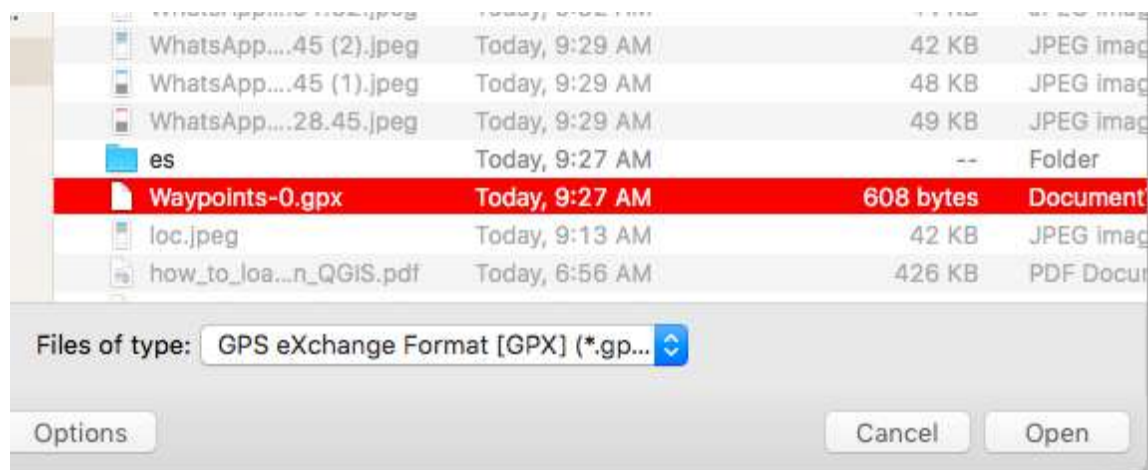 WhatsApp....45 (2).jpeg Today, 9:29 AM 42 KB JPEG imag
WhatsApp....45 (1).jpeg Today, 9:29 AM 48 KB JPEG imag
WhatsApp....28.45.jpeg Today, 9:29 AM 49 KB JPEG imag
es Today, 9:27 AM -- Folder
Waypoints-0.gpx Today, 9:27 AM 608 bytes Document
loc.jpeg Today, 9:13 AM 42 KB JPEG imag
how_to_loa...n_QGIS.pdf Today, 6:56 AM 426 KB PDF Docu
Files of type: GPS eXchange Format [GPX] (*.gp...
Options Cancel Open